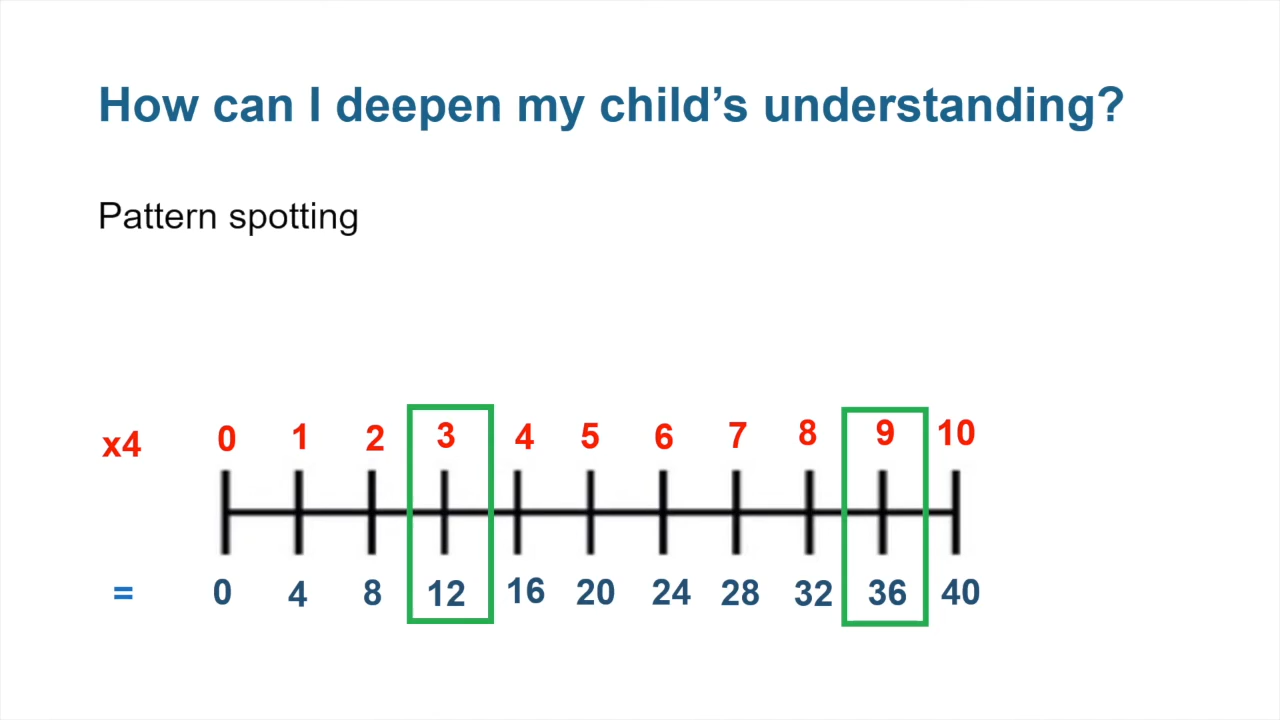 How can I deepen my child’s understanding?
Pattern spotting
x4 0 1 2 3 4 5 6 7 8 9 10
= 0 4 8 12 16 20 24 28 32 36 40